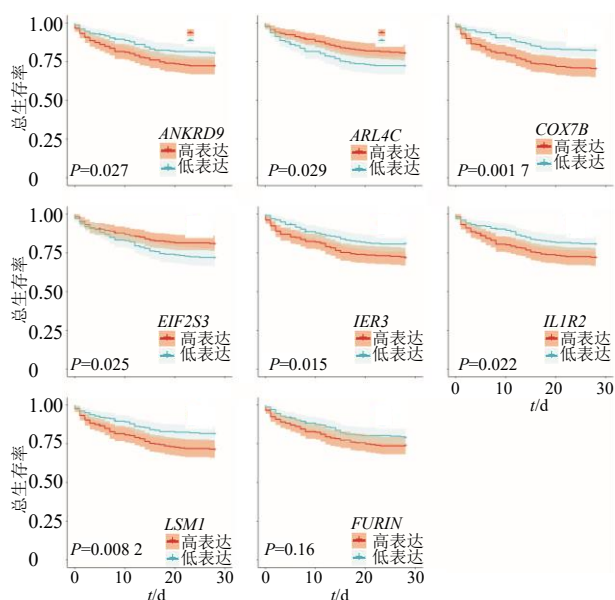 总生存率
1.00
0.75
0.50
0.25
0
ANKRD9
高表达
低表达
P=0.027
ARL4C
高表达
低表达
P=0.029
COX7B
高表达
低表达
P=0.001 7
总生存率
1.00
0.75
0.50
0.25
0
EIF2S3
高表达
低表达
P=0.025
IER3
高表达
低表达
P=0.015
IL1R2
高表达
低表达
P=0.022
0 10 20 30
t/d
总生存率
1.00
0.75
0.50
0.25
0
LSM1
高表达
低表达
P=0.008 2
0 10 20 30
t/d
FURIN
高表达
低表达
P=0.16
0 10 20 30
t/d